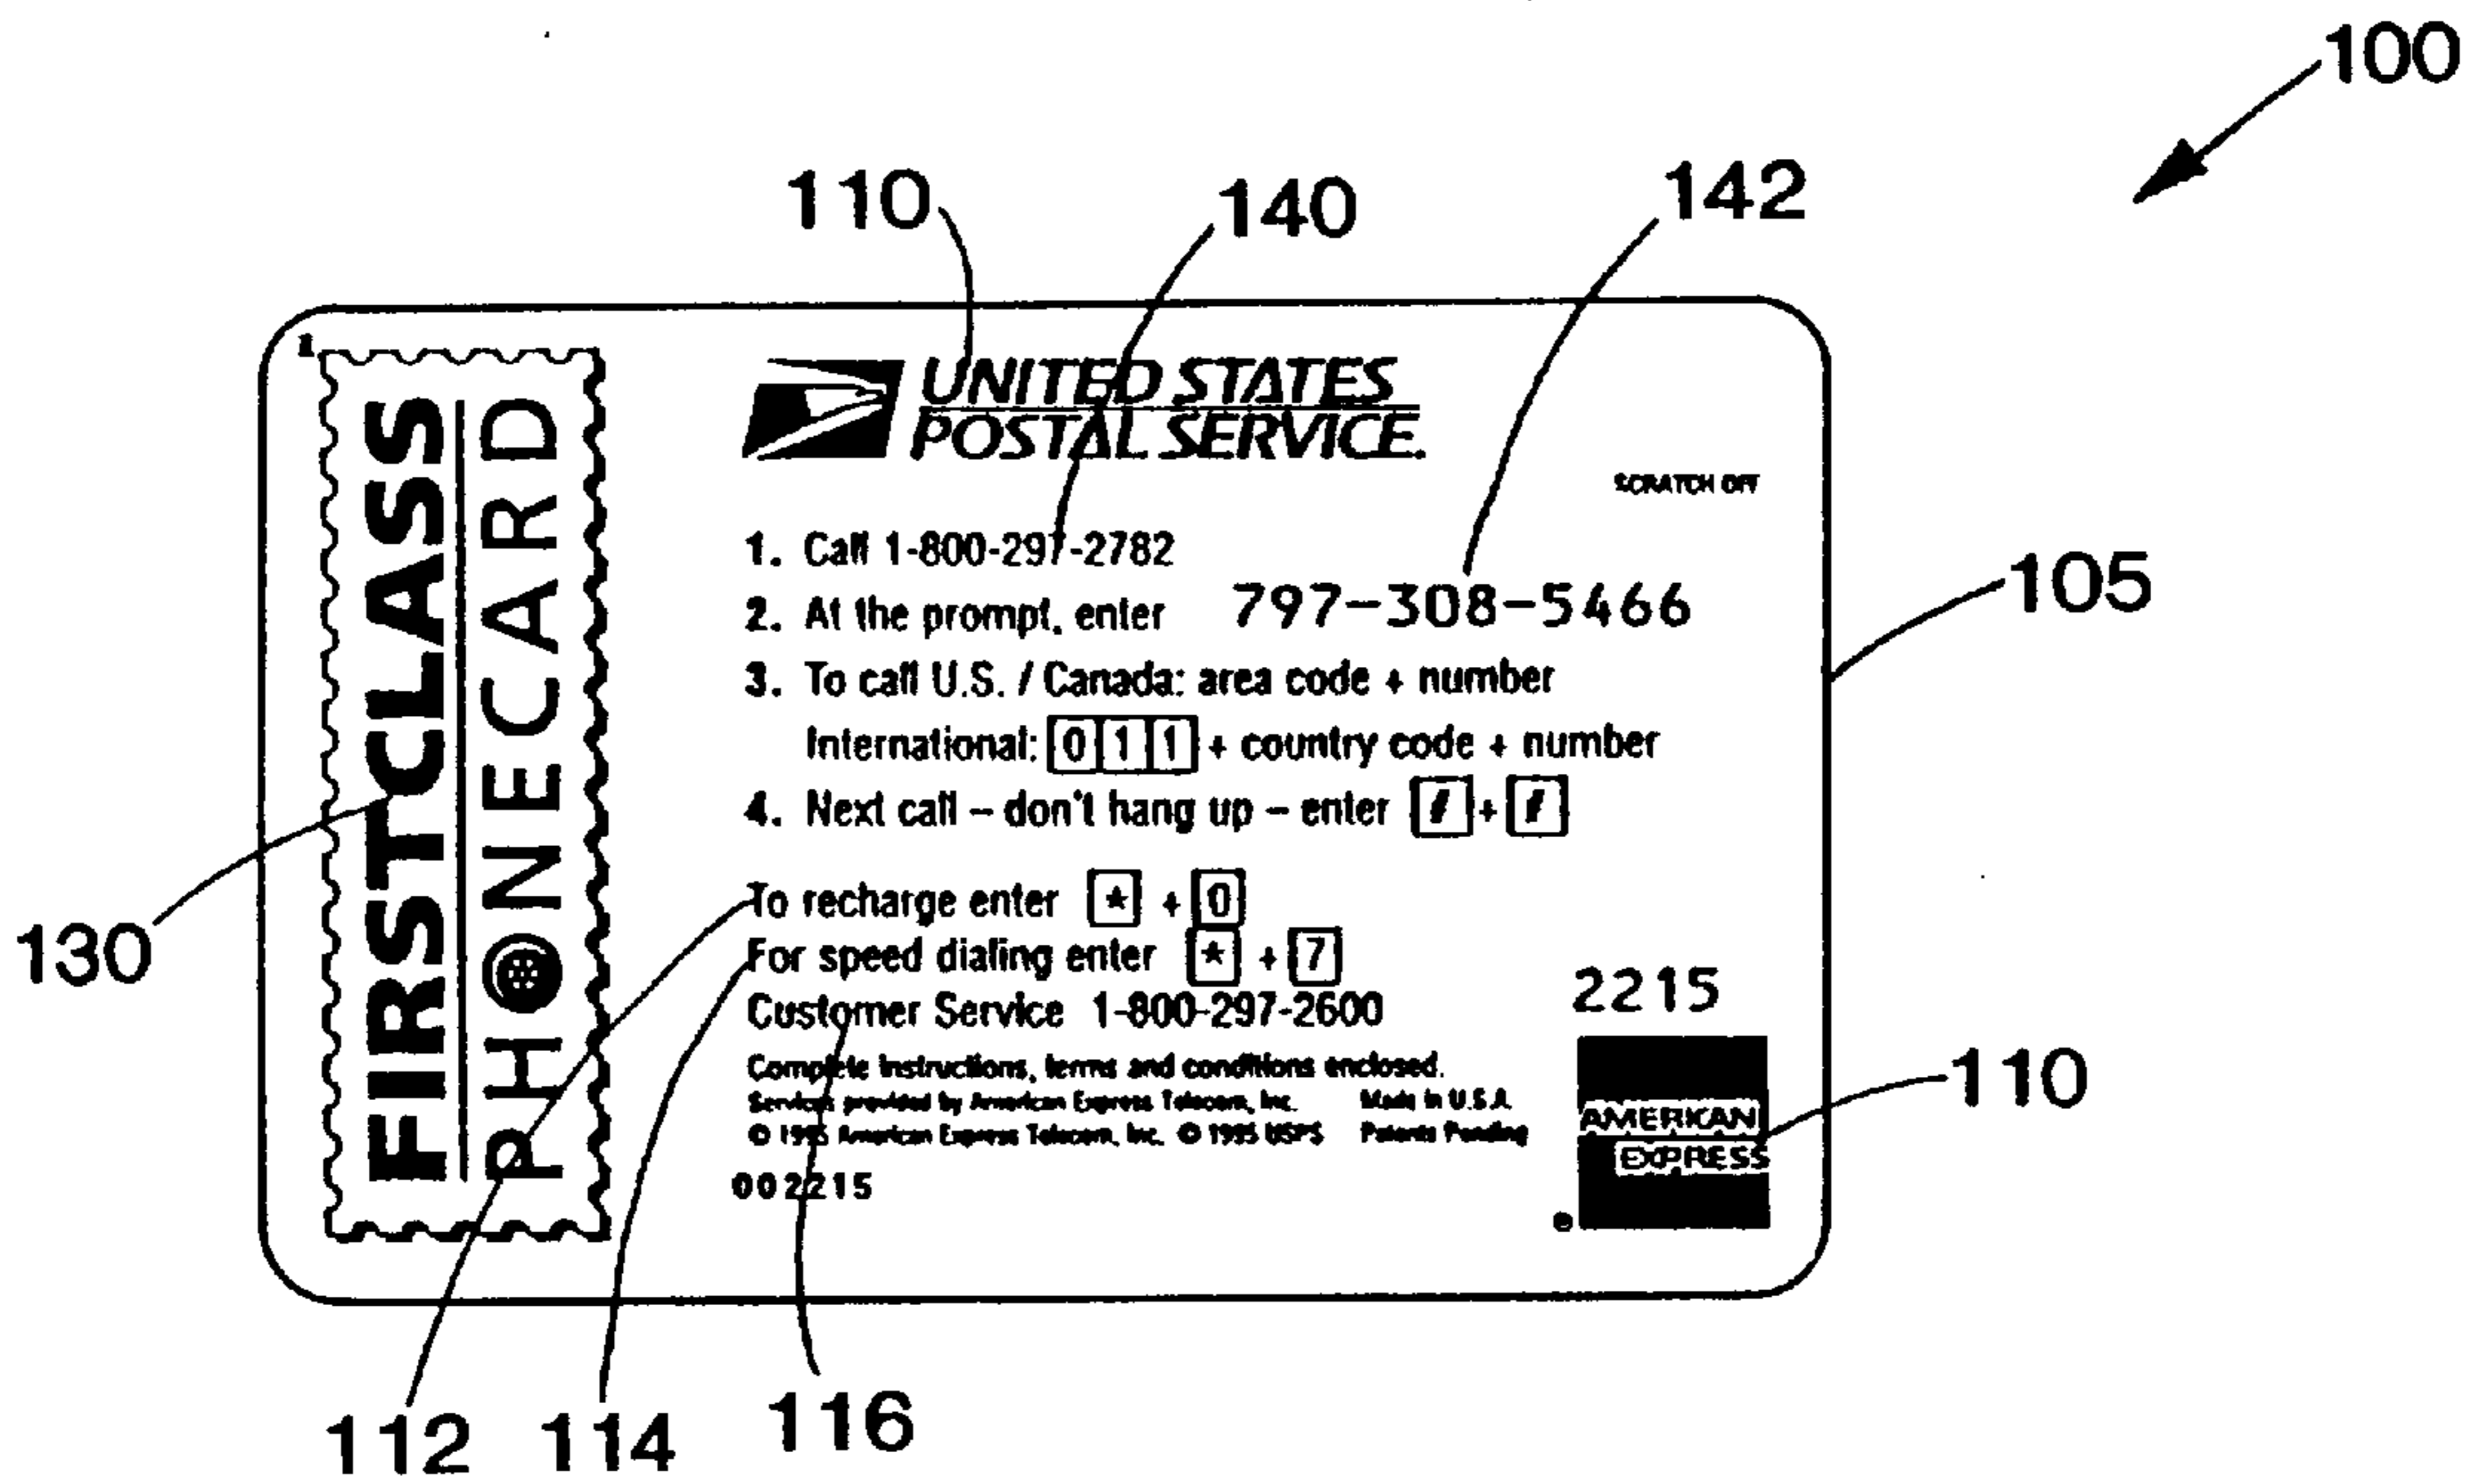 100
110
140
142
1
FIRSTCLASS
PHONECARD
UNITED STATES
POSTAL SERVICE.
SCRATCH OFF
1. Call 1-800-297-2782
2. At the prompt, enter 797-308-5466
105
3. To call U.S. / Canada: area code + number
International: 0 1 1 + country code + number
4. Next call – don't hang up – enter # + #
To recharge enter * + 0
130
For speed dialing enter * + 7
2215
Customer Service 1-800-297-2600
Complete instructions, terms and conditions enclosed.
110
Services provided by American Express Telecom, Inc. Made in U.S.A.
© 1995 American Express Telecom, Inc. © 1995 USPS Patents Pending
AMERICAN
EXPRESS
002215
®
112
114
116